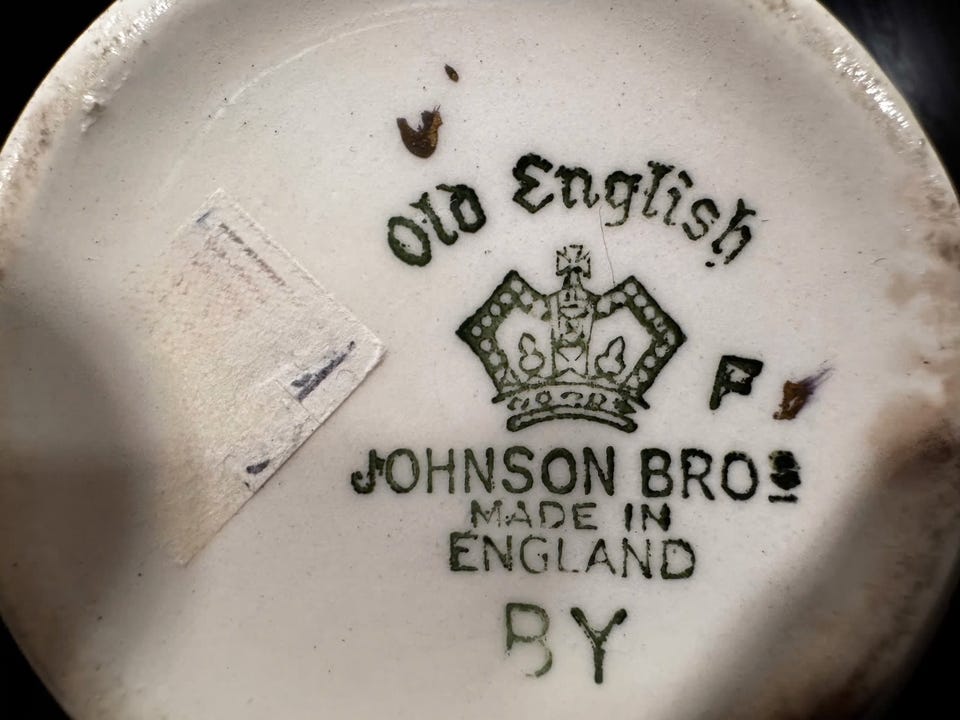 Old English
F
JOHNSON BROS
MADE IN
ENGLAND
BY